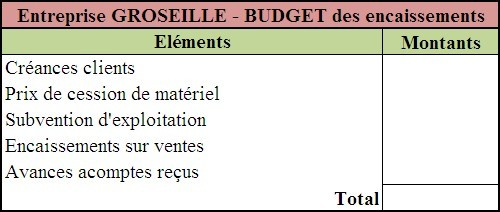 Entreprise GROSEILLE - BUDGET des encaissements
Eléments Montants
Créances clients
Prix de cession de matériel
Subvention d'exploitation
Encaissements sur ventes
Avances acomptes reçus
Total